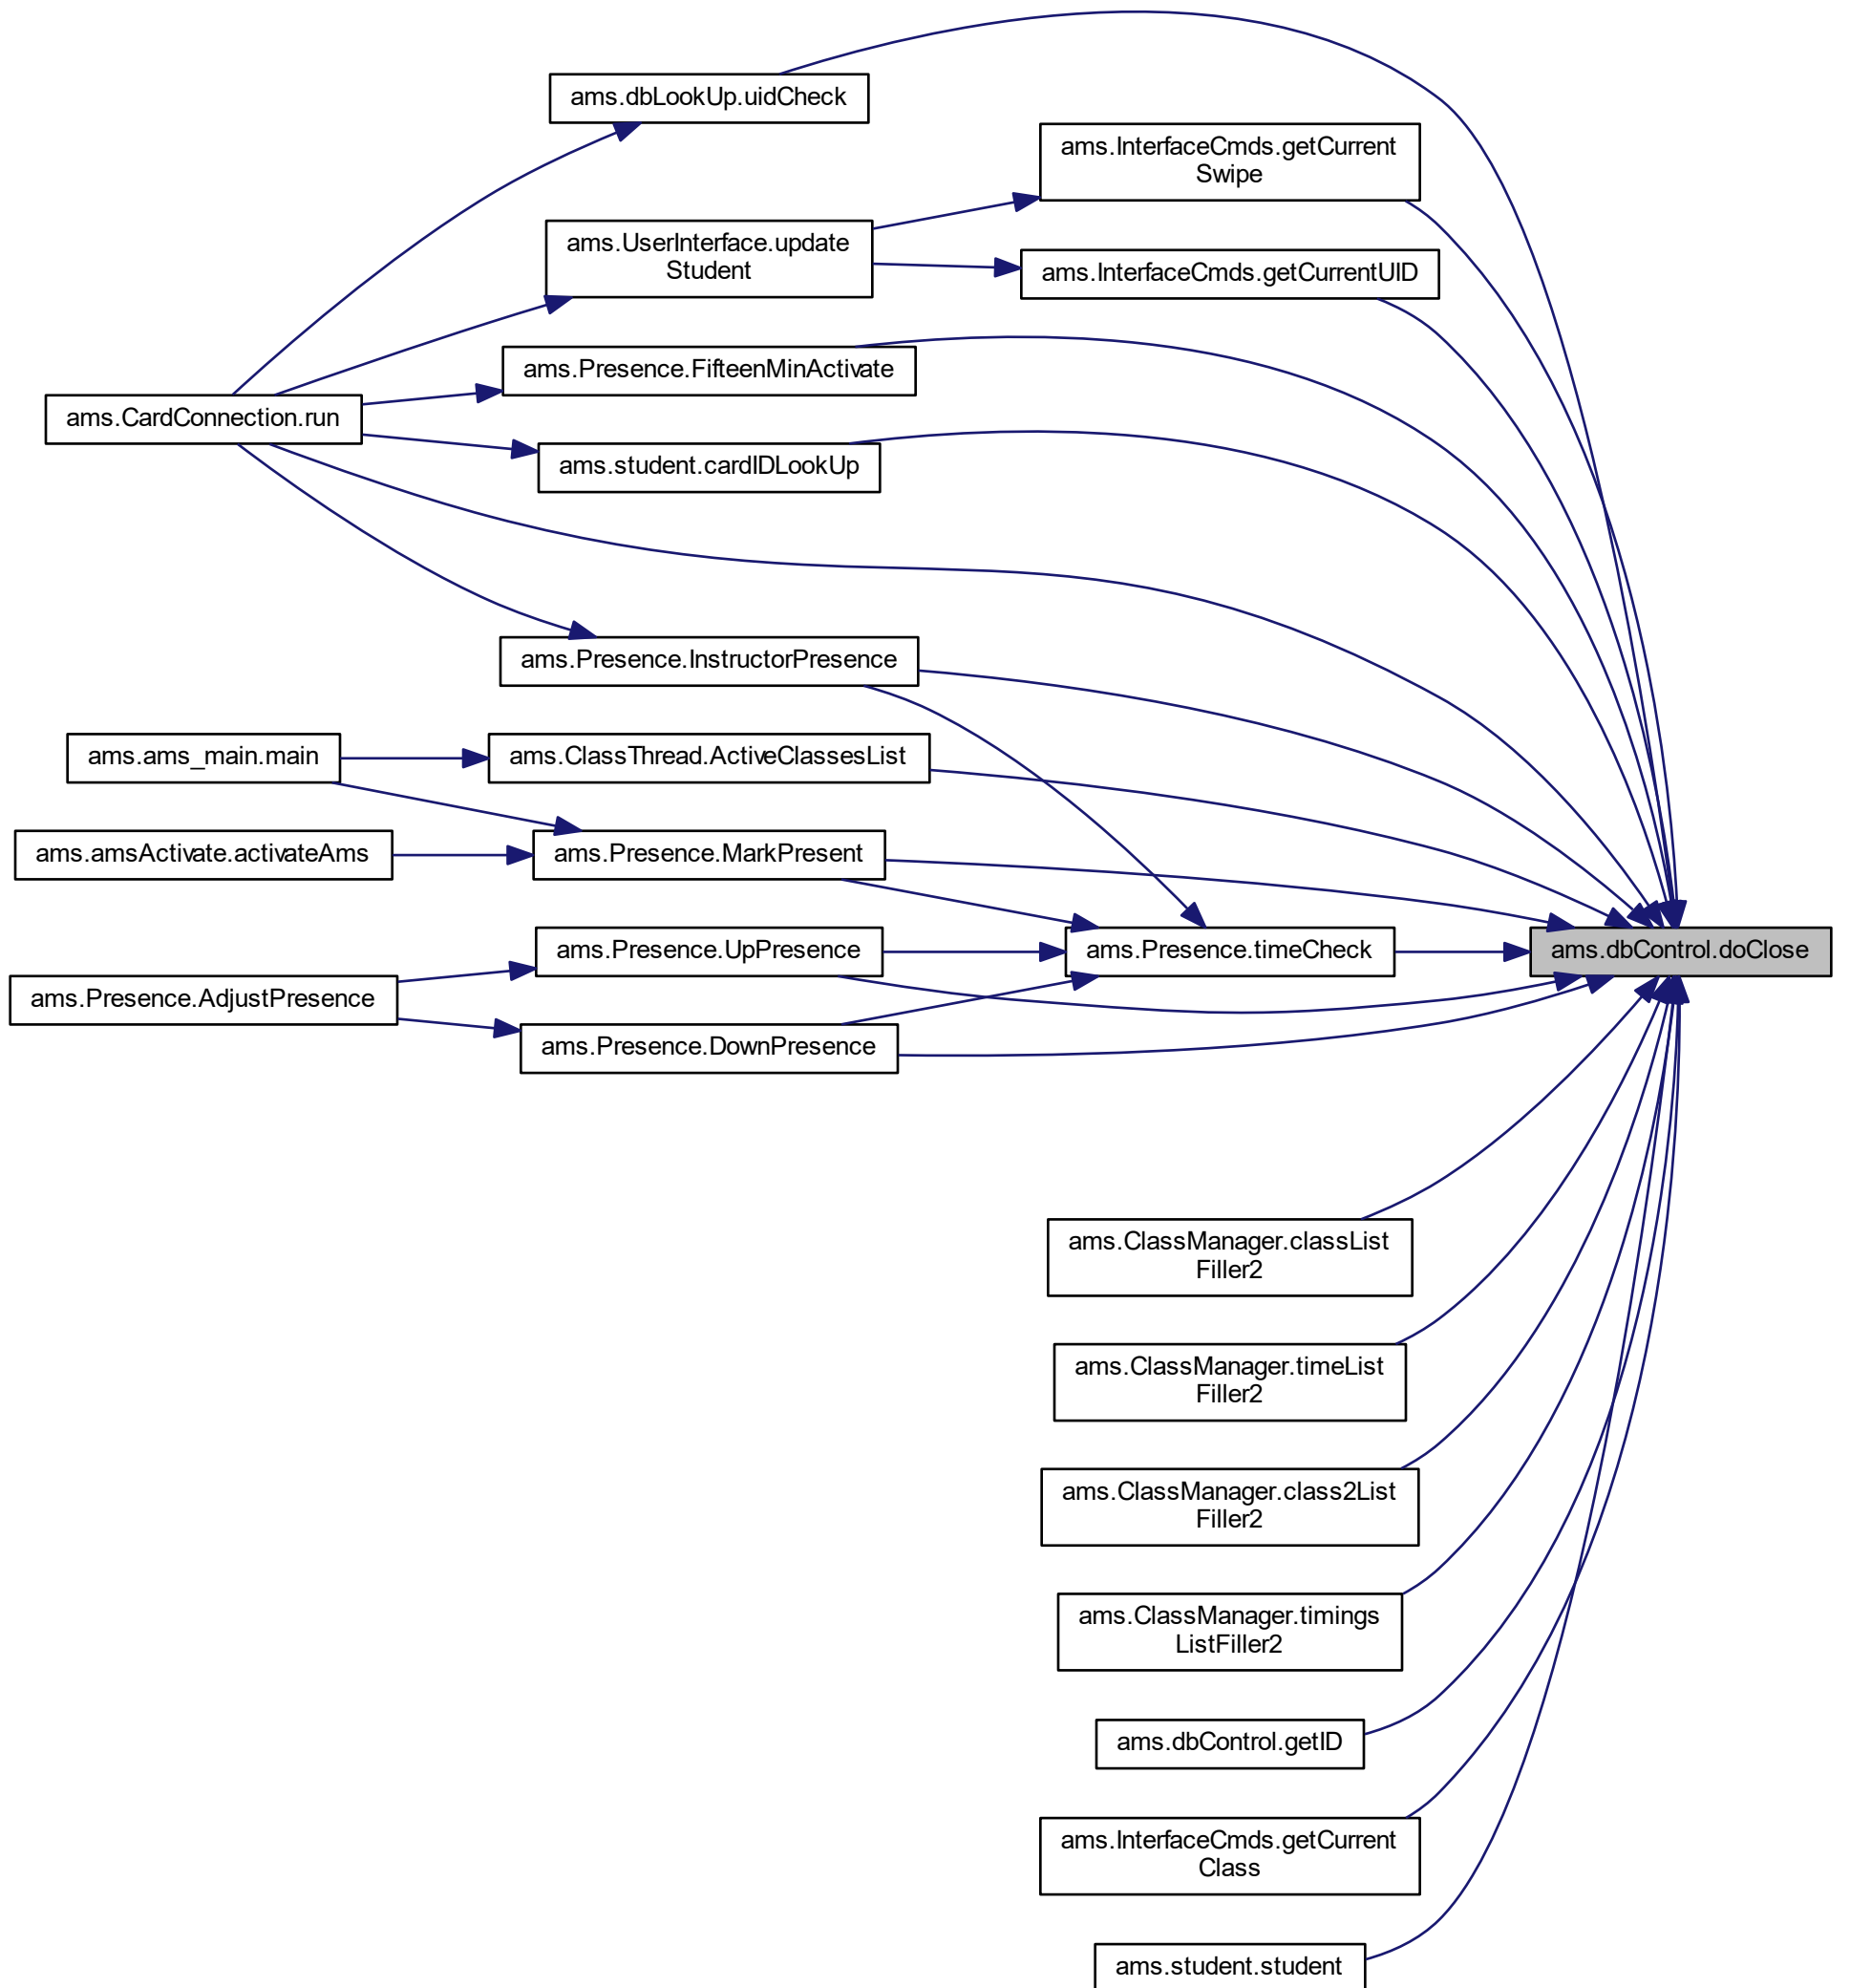 ams.dbLookUp.uidCheck
ams.InterfaceCmds.getCurrent
Swipe
ams.UserInterface.update
Student
ams.InterfaceCmds.getCurrentUID
ams.Presence.FifteenMinActivate
ams.CardConnection.run
ams.student.cardIDLookUp
ams.Presence.InstructorPresence
ams.ams_main.main
ams.ClassThread.ActiveClassesList
ams.amsActivate.activateAms
ams.Presence.MarkPresent
ams.Presence.UpPresence
ams.Presence.timeCheck
ams.dbControl.doClose
ams.Presence.AdjustPresence
ams.Presence.DownPresence
ams.ClassManager.classList
Filler2
ams.ClassManager.timeList
Filler2
ams.ClassManager.class2List
Filler2
ams.ClassManager.timings
ListFiller2
ams.dbControl.getID
ams.InterfaceCmds.getCurrent
Class
ams.student.student